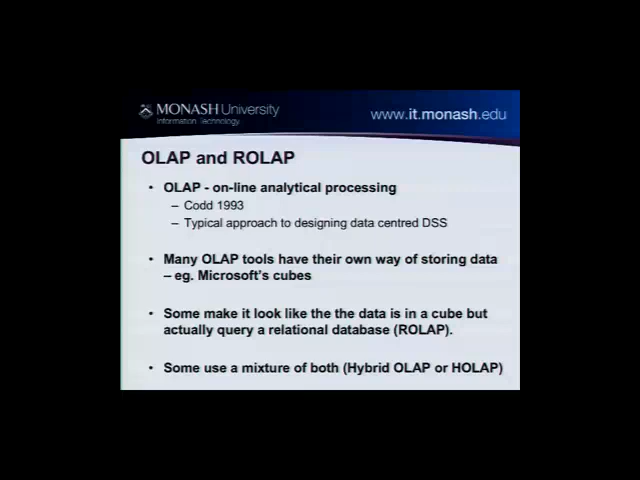 MONASH University
Information Technology
www.it.monash.edu
OLAP and ROLAP
• OLAP - on-line analytical processing
– Codd 1993
– Typical approach to designing data centred DSS
• Many OLAP tools have their own way of storing data
– eg. Microsoft's cubes
• Some make it look like the the data is in a cube but
actually query a relational database (ROLAP).
• Some use a mixture of both (Hybrid OLAP or HOLAP)